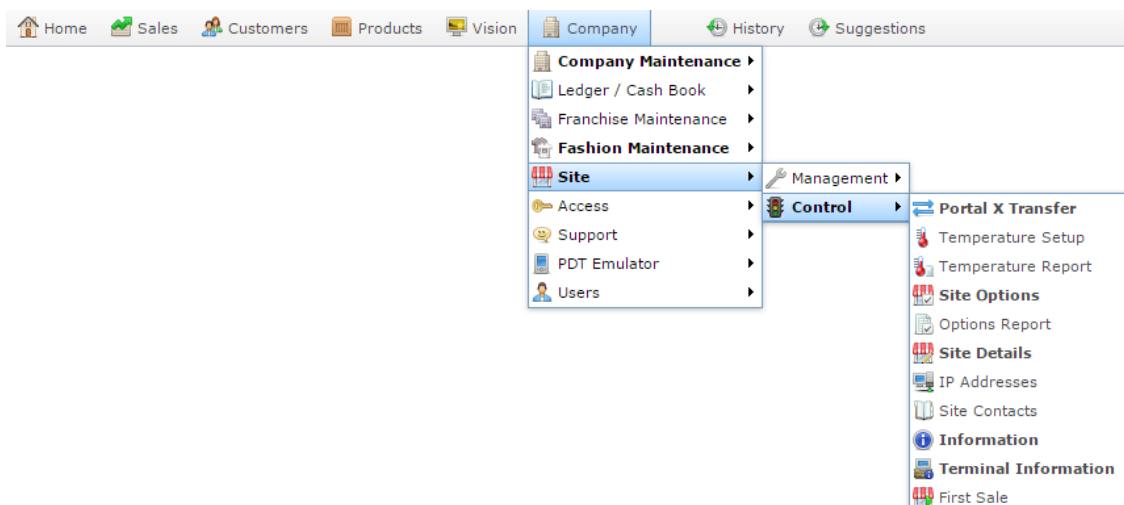 Home Sales Customers Products Vision Company History Suggestions
Company Maintenance
Ledger / Cash Book
Franchise Maintenance
Fashion Maintenance
Site
Access
Support
PDT Emulator
Users
Management
Control
Portal X Transfer
Temperature Setup
Temperature Report
Site Options
Options Report
Site Details
IP Addresses
Site Contacts
Information
Terminal Information
First Sale